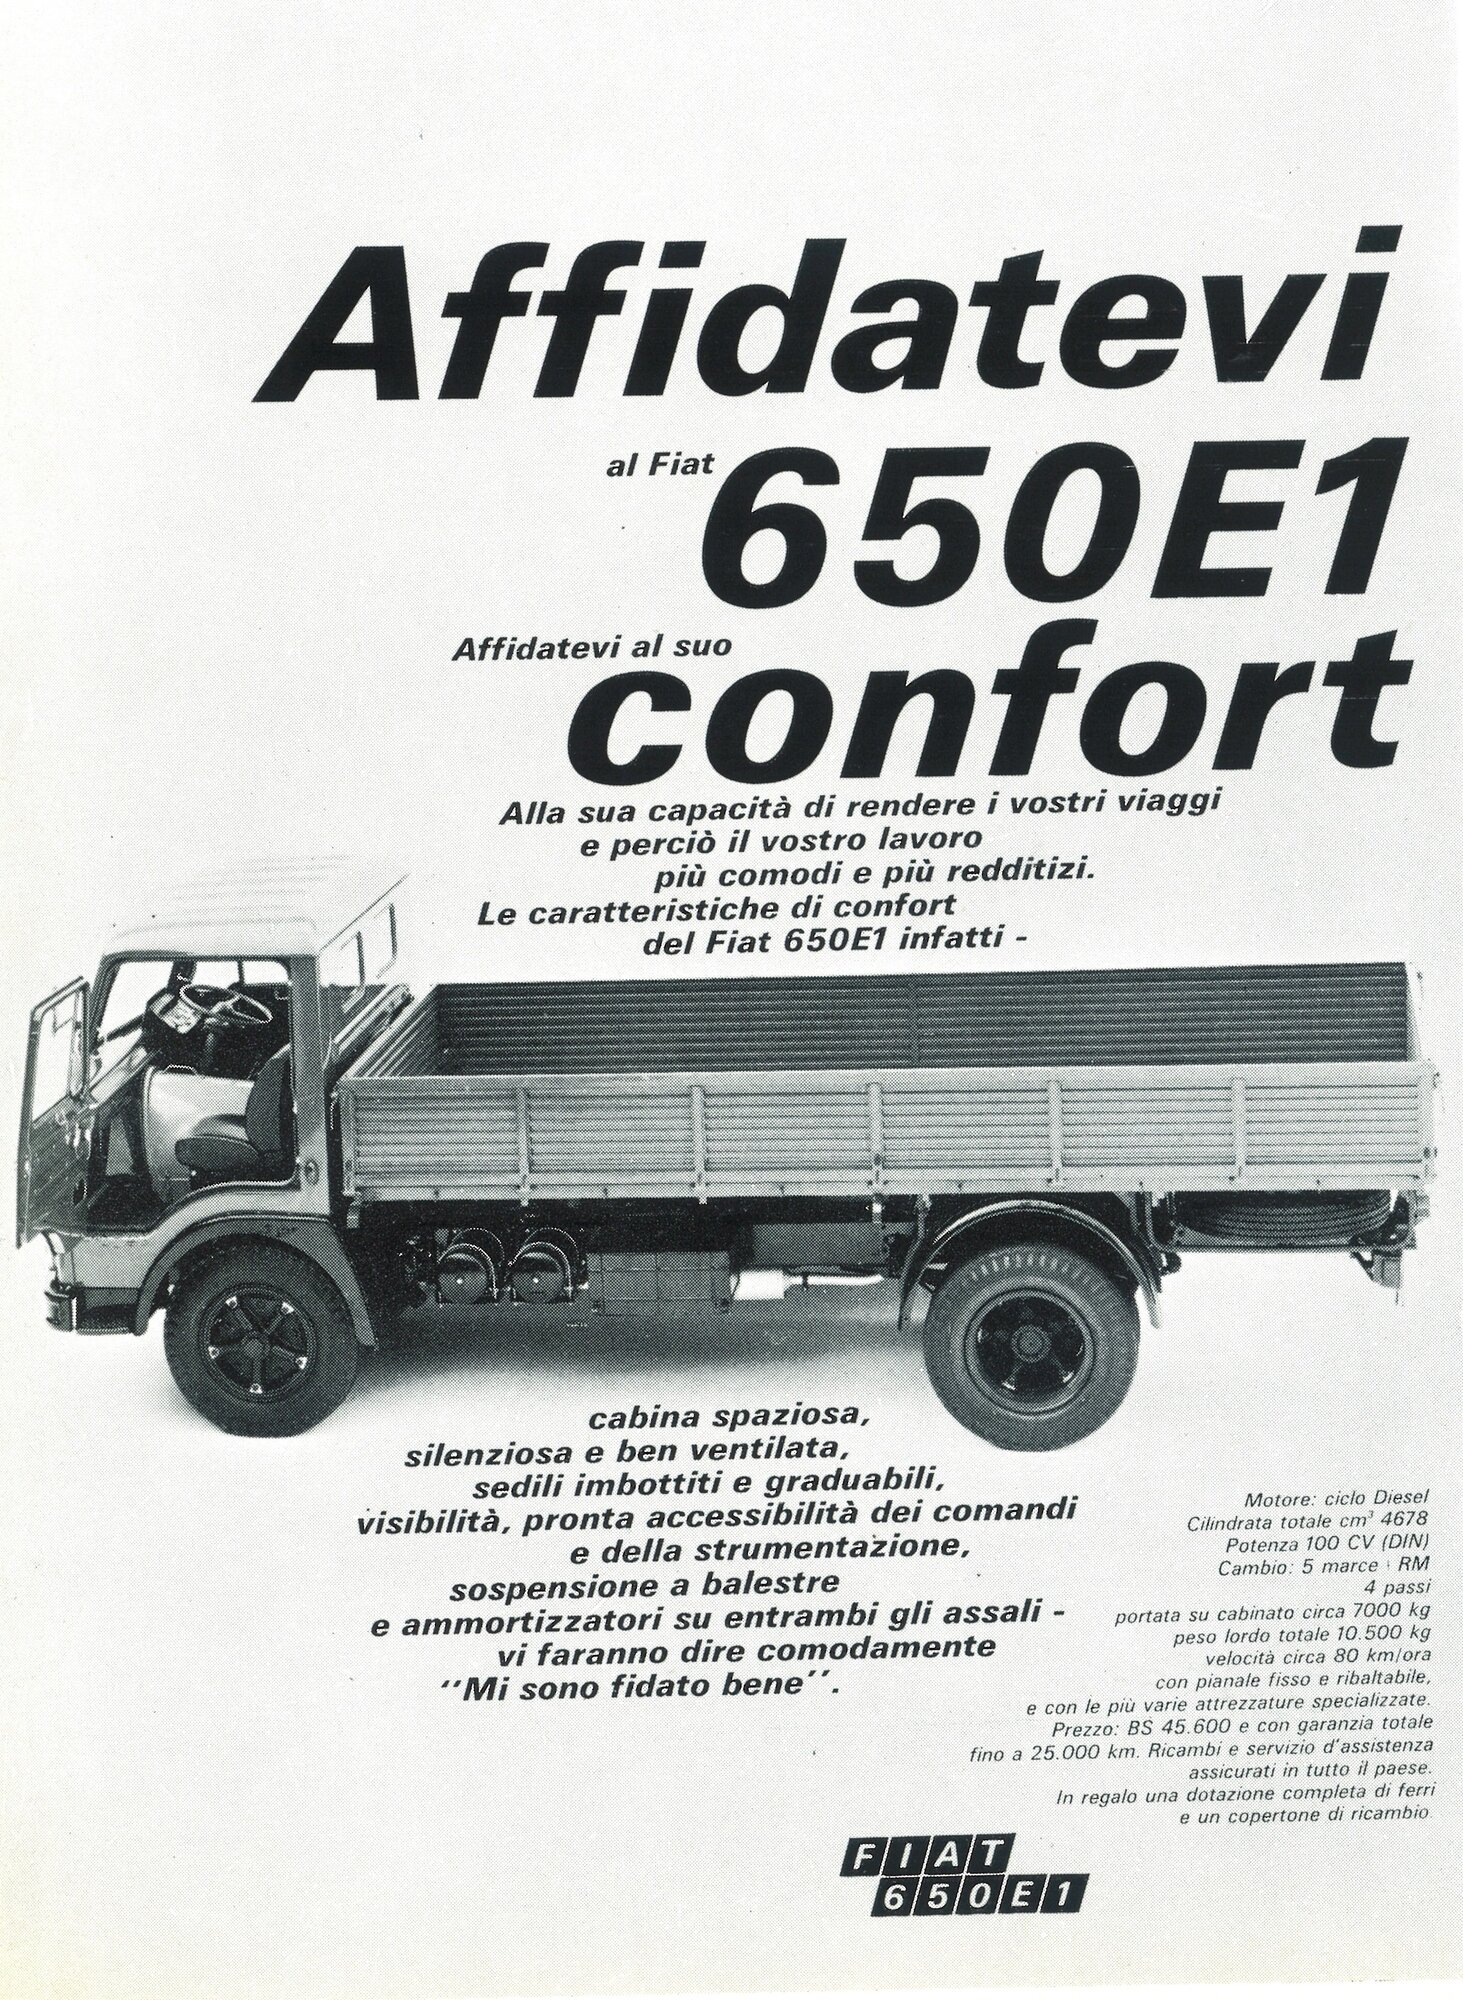 Affidatevi
al Fiat 650E1
Affidatevi al suo
confort
Alla sua capacità di rendere i vostri viaggi
e perciò il vostro lavoro
più comodi e più redditizi.
Le caratteristiche di confort
del Fiat 650E1 infatti -
cabina spaziosa,
silenziosa e ben ventilata,
sedili imbottiti e graduabili,
visibilità, pronta accessibilità dei comandi
e della strumentazione,
sospensione a balestre
e ammortizzatori su entrambi gli assali -
vi faranno dire comodamente
"Mi sono fidato bene".
Motore: ciclo Diesel
Cilindrata totale cm³ 4678
Potenza 100 CV (DIN)
Cambio: 5 marce \ RM
4 passi
portata su cabinato circa 7000 kg
peso lordo totale 10.500 kg
velocità circa 80 km/ora
con pianale fisso e ribaltabile,
e con le più varie attrezzature specializzate.
Prezzo: BS 45.600 e con garanzia totale
fino a 25.000 km. Ricambi e servizio d'assistenza
assicurati in tutto il paese.
In regalo una dotazione completa di ferri
e un copertone di ricambio.
FIAT
650E1